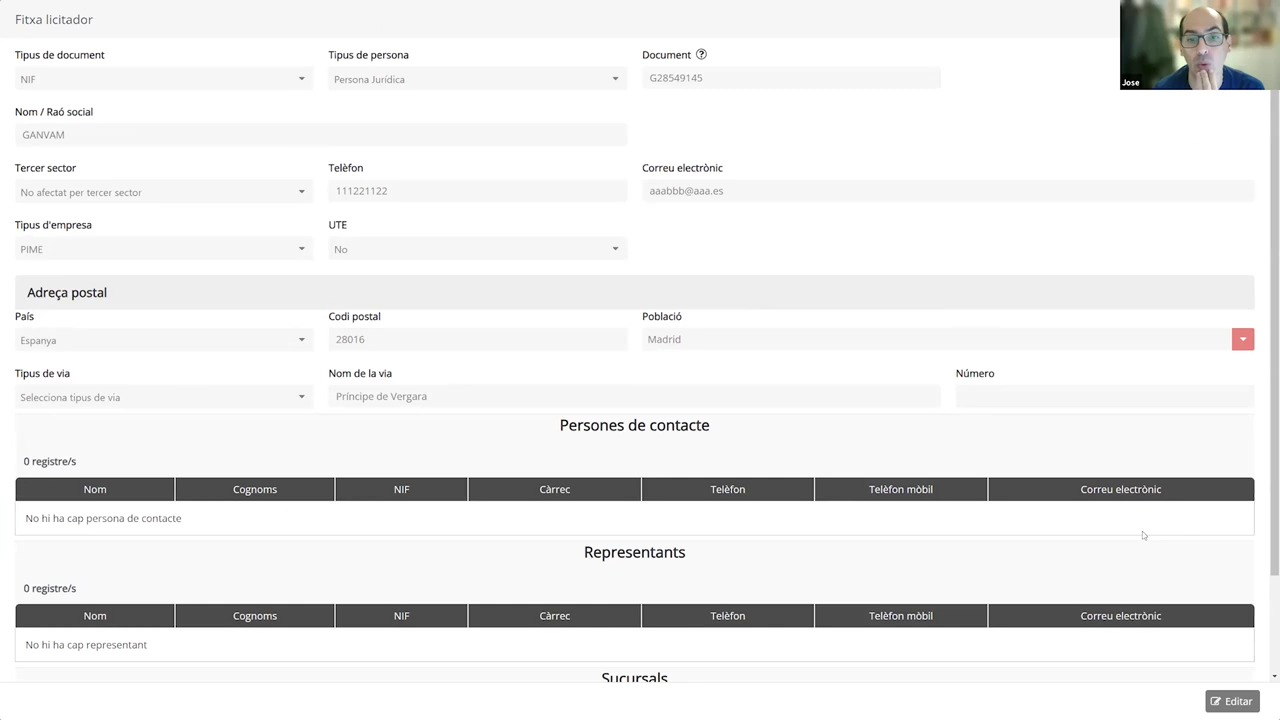 Fitxa licitador
Jose
Tipus de document
Tipus de persona
Document
NIF
Persona Jurídica
G28549145
Nom / Raó social
GANVAM
Tercer sector
Telèfon
Correu electrònic
No afectat per tercer sector
111221122
aaabbb@aaa.es
Tipus d'empresa
UTE
PIME
No
Adreça postal
País
Codi postal
Població
Espanya
28016
Madrid
Tipus de via
Nom de la via
Número
Selecciona tipus de via
Príncipe de Vergara
Persones de contacte
0 registre/s
Nom Cognoms NIF Càrrec Telèfon Telèfon mòbil Correu electrònic
No hi ha cap persona de contacte
Representants
0 registre/s
Nom Cognoms NIF Càrrec Telèfon Telèfon mòbil Correu electrònic
No hi ha cap representant
Sucursals
Editar